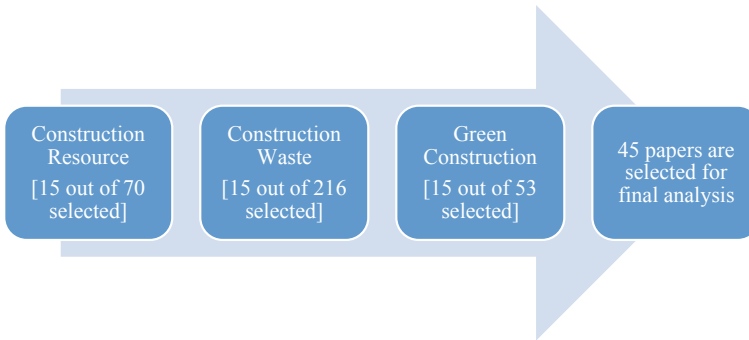 Construction
Resource
[15 out of 70
selected]
Construction
Waste
[15 out of 216
selected]
Green
Construction
[15 out of 53
selected]
45 papers are
selected for
final analysis